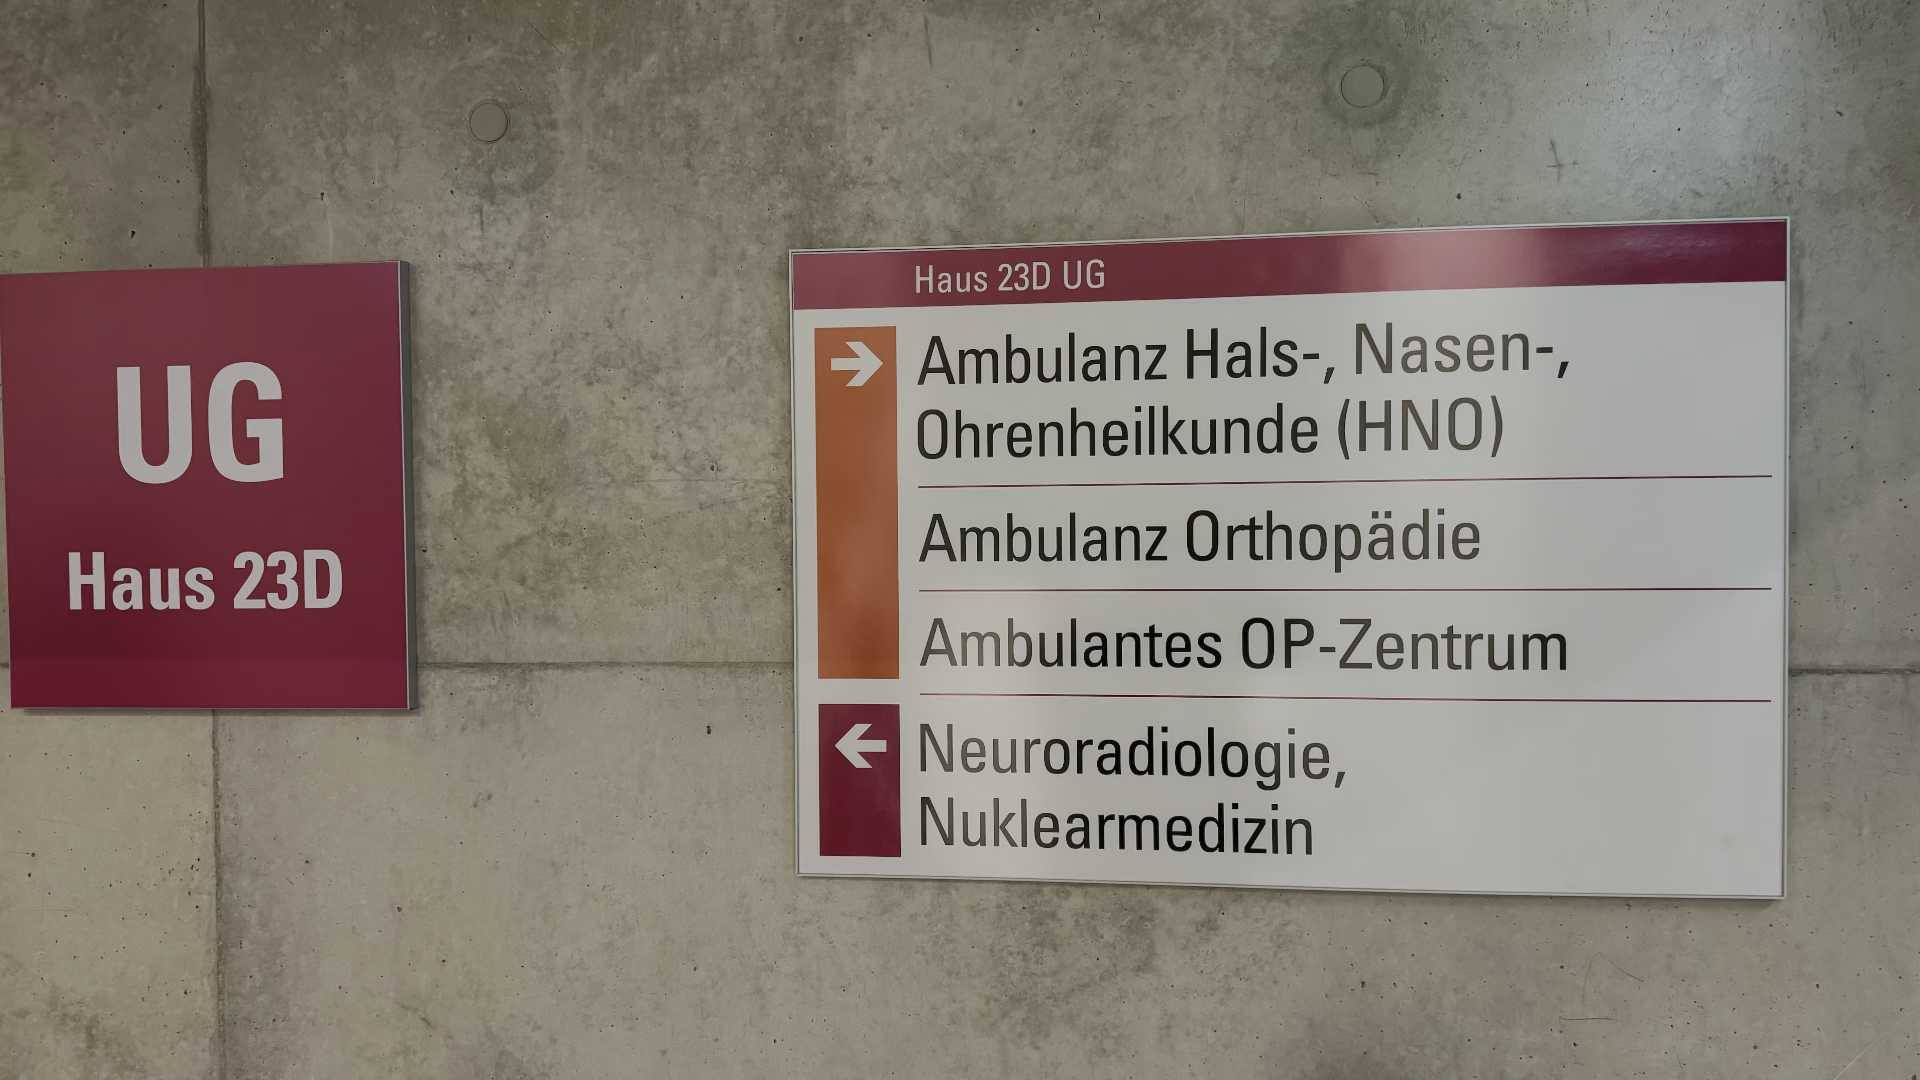 UG
Haus 23D
Haus 23D UG
Ambulanz Hals-, Nasen-,
Ohrenheilkunde (HNO)
Ambulanz Orthopädie
Ambulantes OP-Zentrum
Neuroradiologie,
Nuklearmedizin